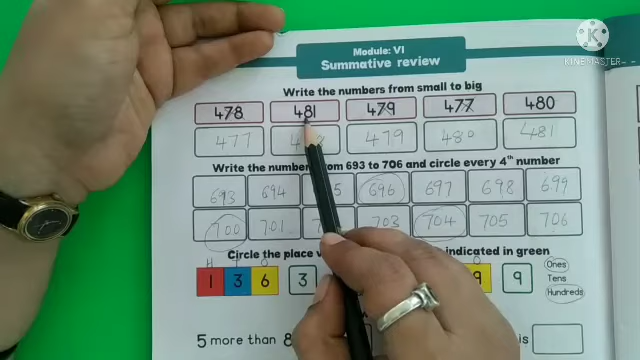 Module: VI
Summative review
K
KINEMASTER
Write the numbers from small to big
478 481 479 477 480
477 479 480 481
Write the numbers from 693 to 706 and circle every 4th number
693 694 696 697 698 699
700 701 703 704 705 706
Circle the place indicated in green
H O
1 3 6 3 9 9 Ones
Tens
Hundreds
5 more than is